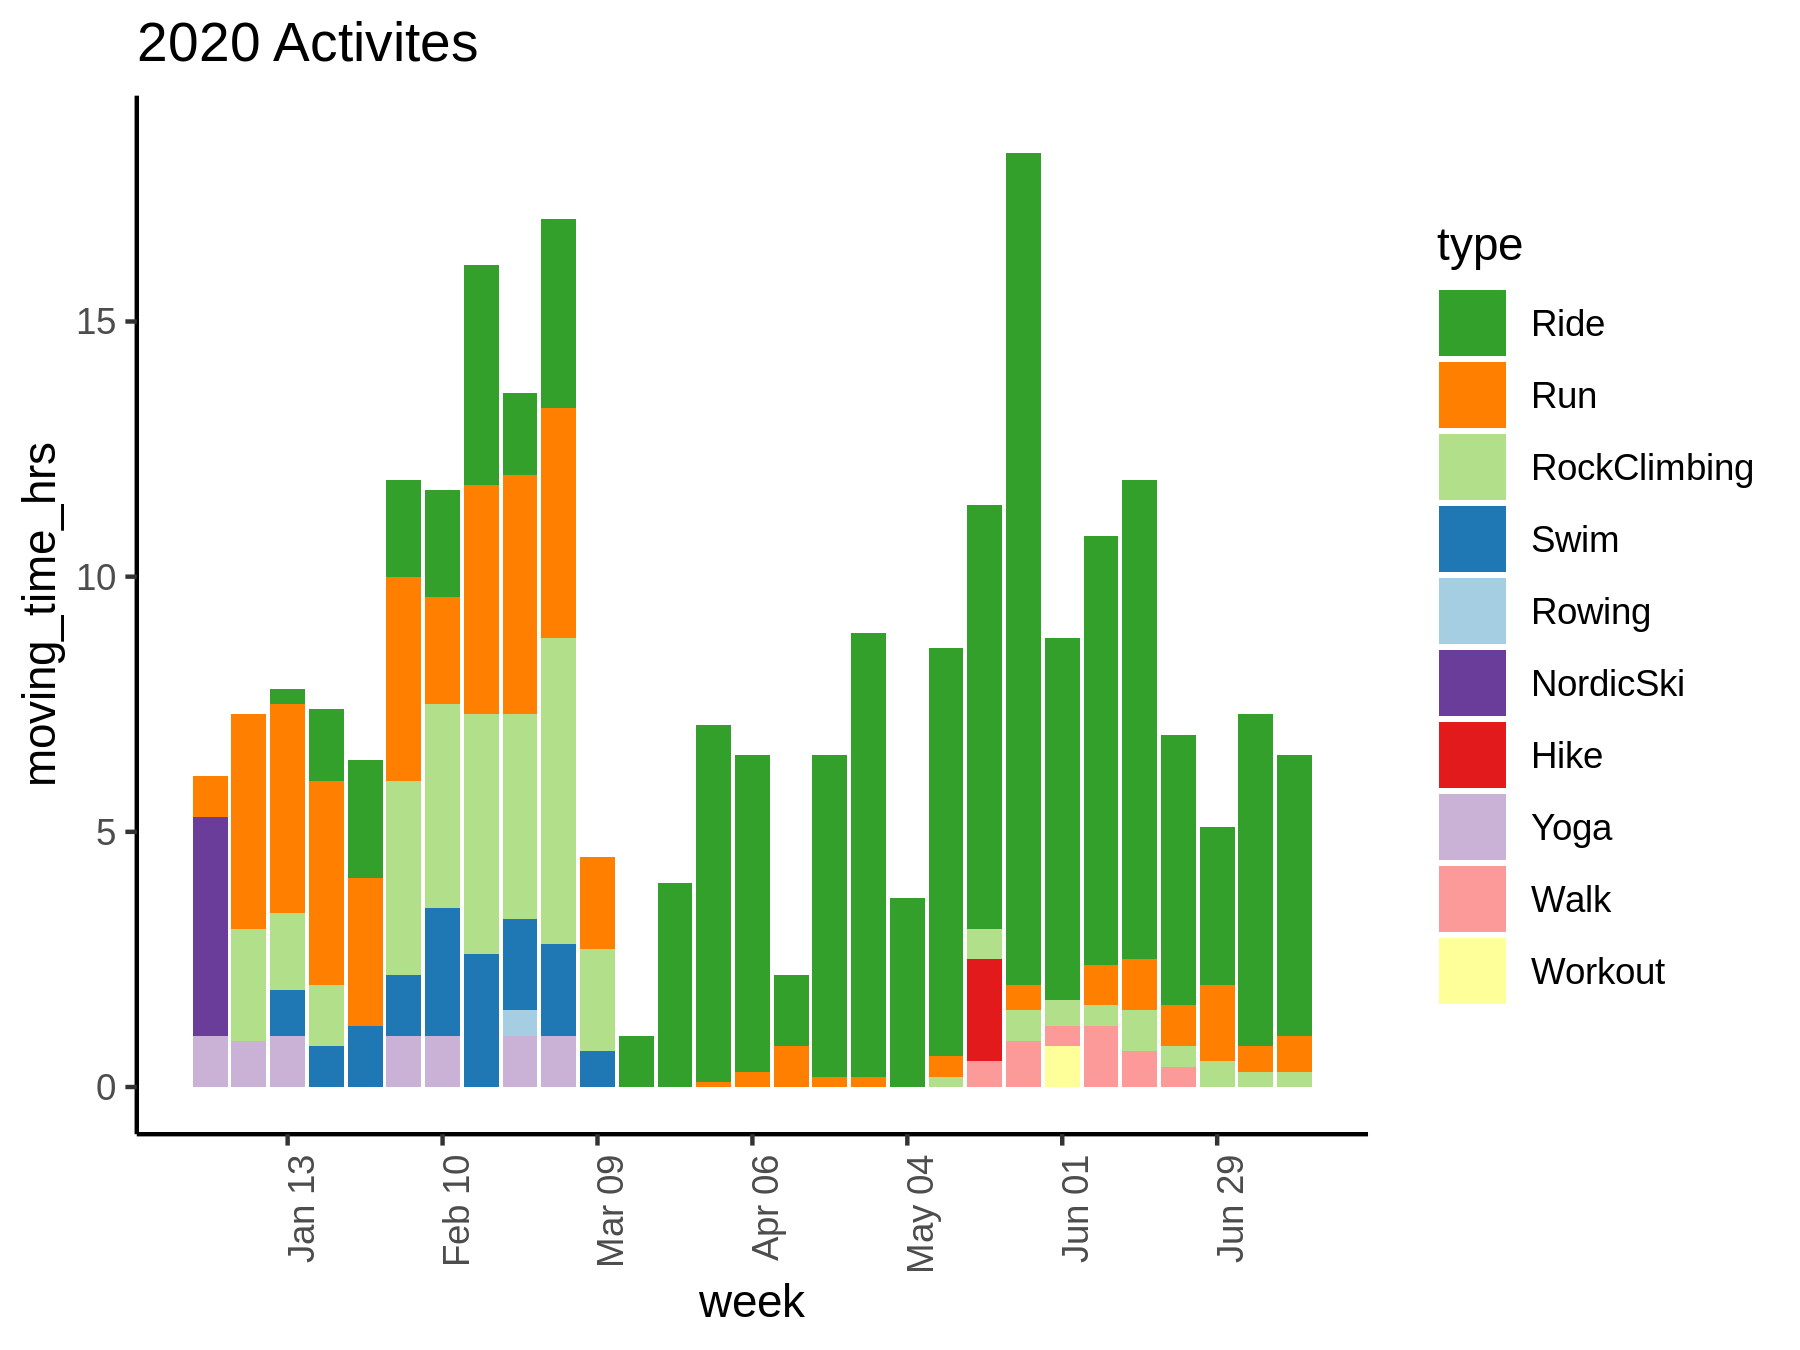 2020 Activites
moving_time_hrs
15
10
5
0
Jan 13
Feb 10
Mar 09
Apr 06
May 04
Jun 01
Jun 29
week
type
Ride
Run
RockClimbing
Swim
Rowing
NordicSki
Hike
Yoga
Walk
Workout